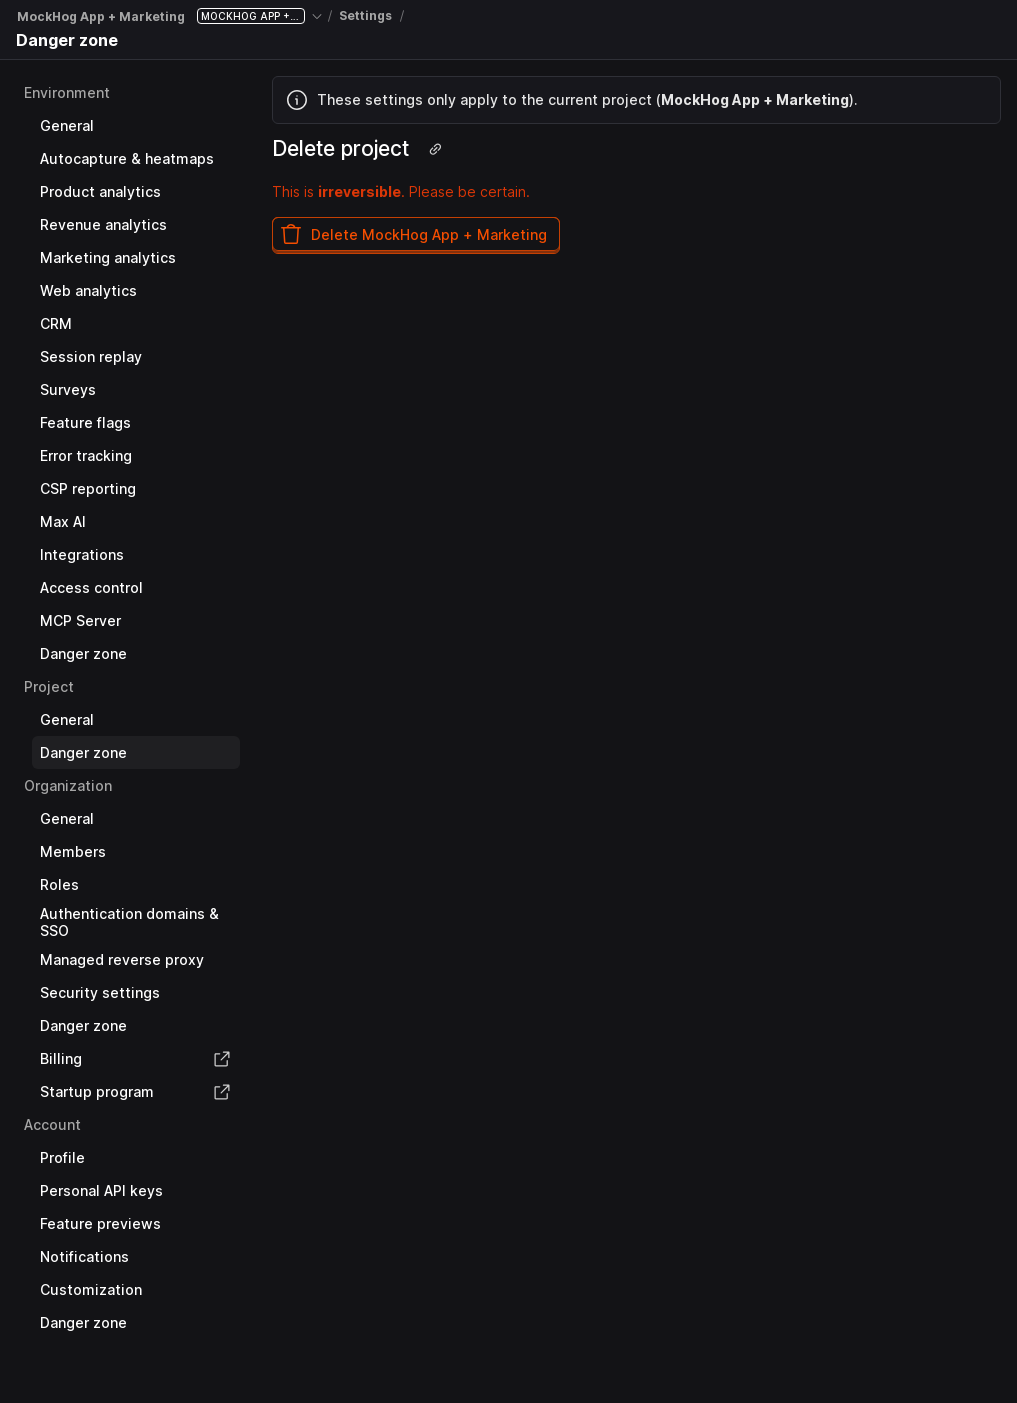 MockHog App + Marketing MOCKHOG APP +... / Settings /
Danger zone
Environment
General
Autocapture & heatmaps
Product analytics
Revenue analytics
Marketing analytics
Web analytics
CRM
Session replay
Surveys
Feature flags
Error tracking
CSP reporting
Max AI
Integrations
Access control
MCP Server
Danger zone
Project
General
Danger zone
Organization
General
Members
Roles
Authentication domains &
SSO
Managed reverse proxy
Security settings
Danger zone
Billing
Startup program
Account
Profile
Personal API keys
Feature previews
Notifications
Customization
Danger zone
These settings only apply to the current project (MockHog App + Marketing).
Delete project
This is irreversible. Please be certain.
Delete MockHog App + Marketing